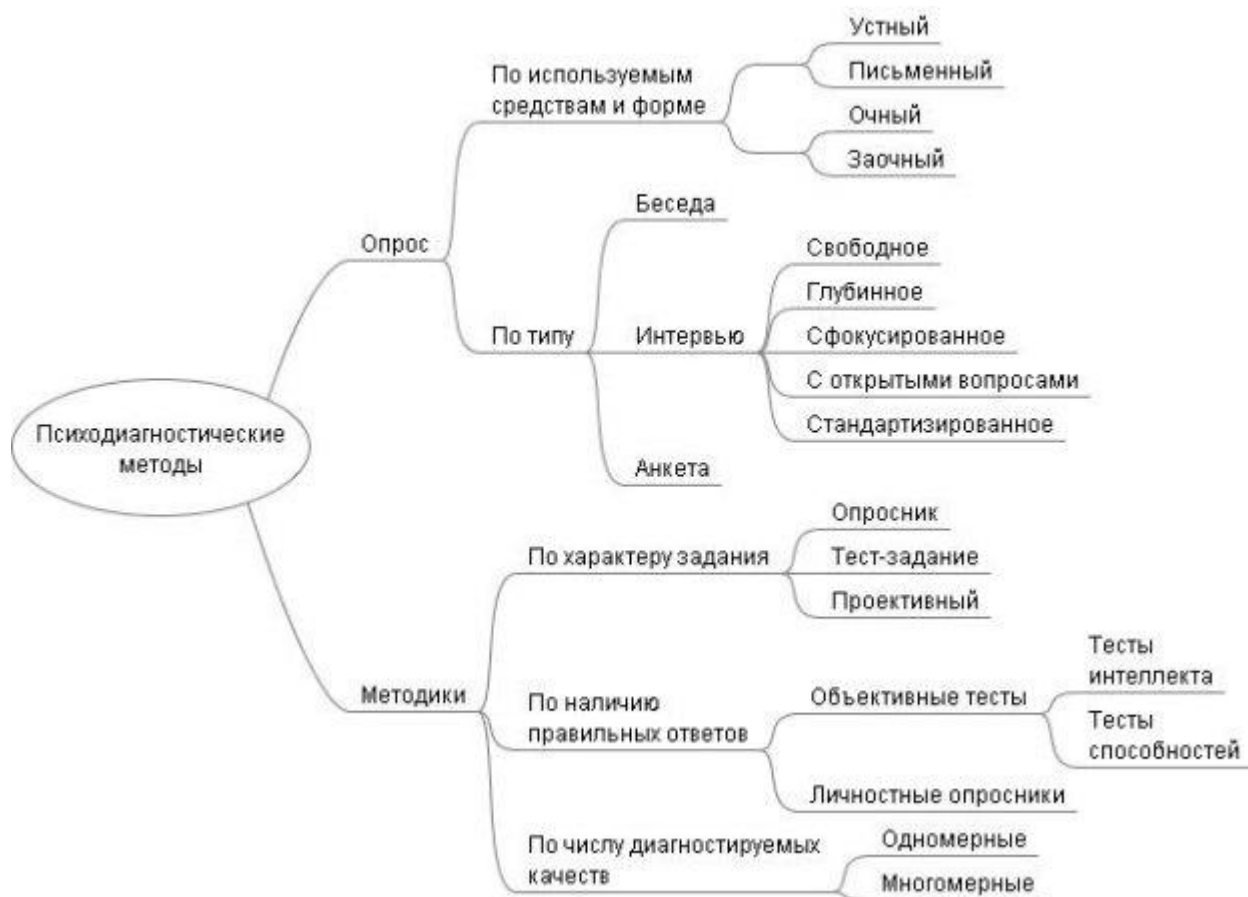 Психодиагностические
методы
Опрос
По используемым
средствам и форме
Устный
Письменный
Очный
Заочный
По типу
Беседа
Интервью
Свободное
Глубинное
Сфокусированное
С открытыми вопросами
Стандартизированное
Анкета
Методики
По характеру задания
Опросник
Тест-задание
Проективный
По наличию
правильных ответов
Объективные тесты
Тесты
интеллекта
Тесты
способностей
Личностные опросники
По числу диагностируемых
качеств
Одномерные
Многомерные